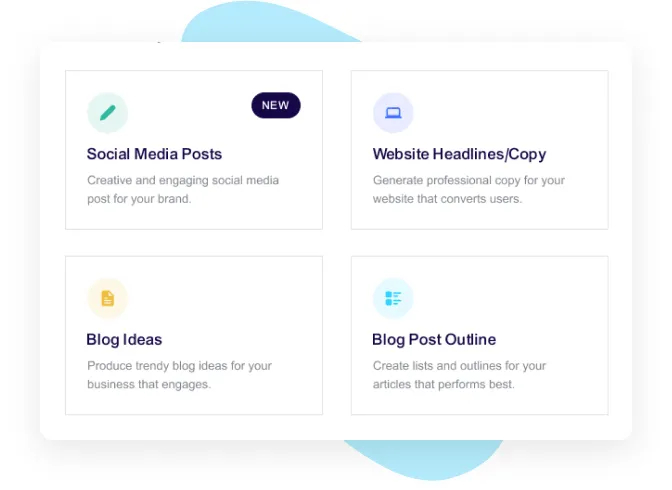 NEW
Social Media Posts
Creative and engaging social media
post for your brand.
Website Headlines/Copy
Generate professional copy for your
website that converts users.
Blog Ideas
Produce trendy blog ideas for your
business that engages.
Blog Post Outline
Create lists and outlines for your
articles that performs best.